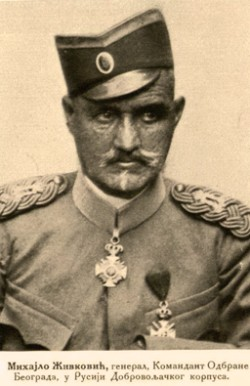 Михајло Живковић, генерал, Командант Одбране
Београда, у Русији Добровољачког корпуса.